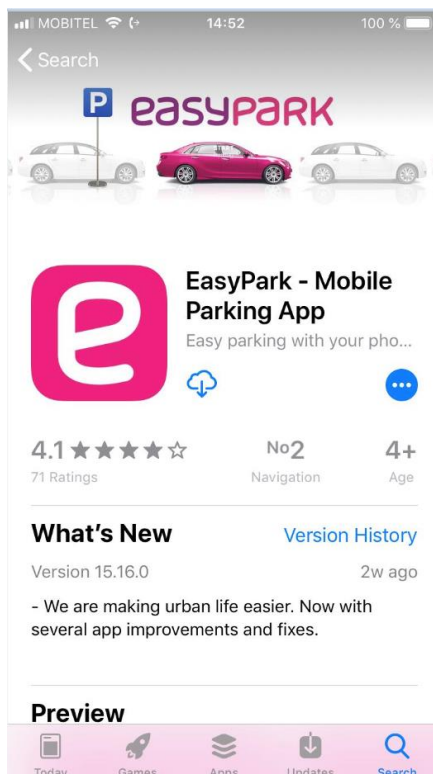 MOBITEL 14:52 100 %
Search
P easypark
e
EasyPark - Mobile
Parking App
Easy parking with your pho...
4.1 No2 4+
71 Ratings Navigation Age
What's New Version History
Version 15.16.0 2w ago
- We are making urban life easier. Now with
several app improvements and fixes.
Preview
Today Games Apps Updates Search